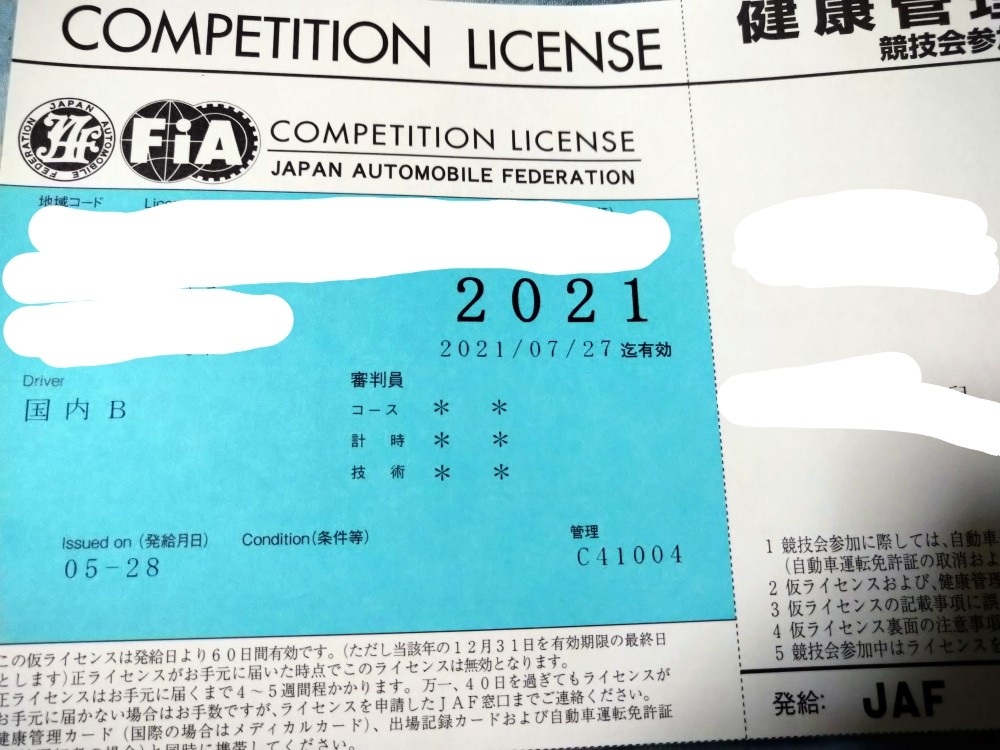 COMPETITION LICENSE
健康管理
競技会参
JAPAN AUTOMOBILE FEDERATION
JAF
FiA
COMPETITION LICENSE
JAPAN AUTOMOBILE FEDERATION
地域コード
2021
2021/07/27 迄有効
Driver
国内B
審判員
コース * *
計時 * *
技術 * *
Issued on (発給月日)
05-28
Condition(条件等)
管理
C41004
この仮ライセンスは発給日より60日間有効です。(ただし当該年の12月31日を有効期限の最終日
とします)正ライセンスがお手元に届いた時点でこのライセンスは無効となります。
正ライセンスはお手元に届くまで4~5週間程かかります。万一、40日を過ぎてもライセンスが
お手元に届かない場合はお手数ですが、ライセンスを申請したJAF窓口までご連絡ください。
健康管理カード(国際の場合はメディカルカード)、出場記録カードおよび自動車運転免許証
の場合)と同時に携帯してください。
1 競技会参加に際しては、自動車
(自動車運転免許証の取消およ
2 仮ライセンスおよび、健康管理
3 仮ライセンスの記載事項に誤
4 仮ライセンス裏面の注意事項
5 競技会参加中はライセンスを
発給: JAF